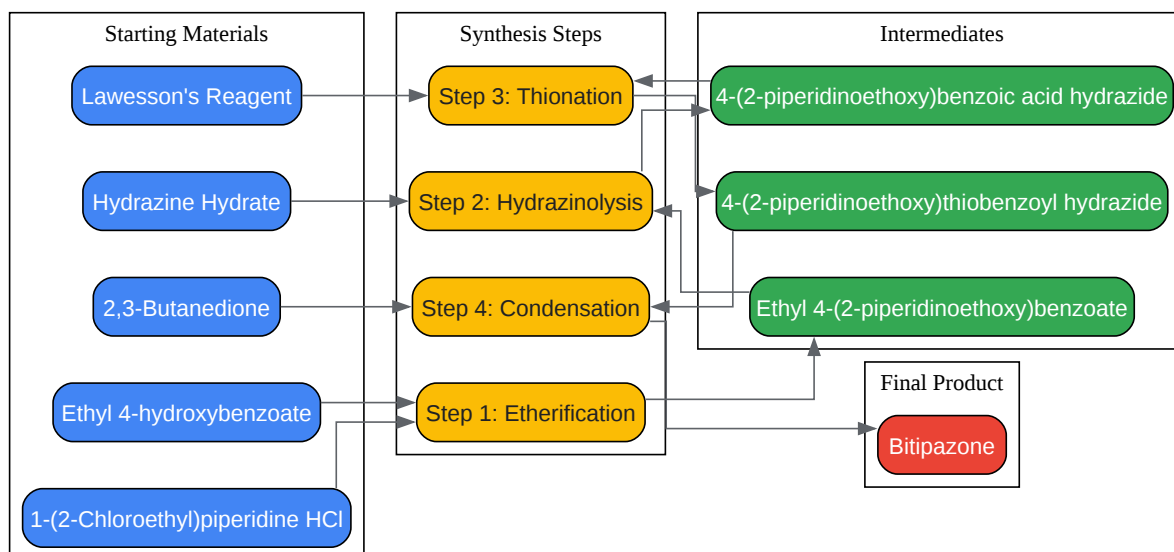 Starting Materials
Lawesson's Reagent
Hydrazine Hydrate
2,3-Butanedione
Ethyl 4-hydroxybenzoate
1-(2-Chloroethyl)piperidine HCl
Synthesis Steps
Step 3: Thionation
Step 2: Hydrazinolysis
Step 4: Condensation
Step 1: Etherification
Intermediates
4-(2-piperidinoethoxy)benzoic acid hydrazide
4-(2-piperidinoethoxy)thiobenzoyl hydrazide
Ethyl 4-(2-piperidinoethoxy)benzoate
Final Product
Bitipazone